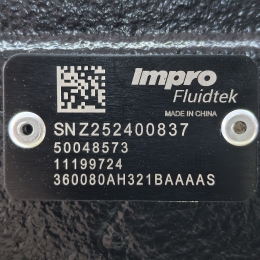 Impro
Fluidtek
MADE IN CHINA
SNZ252400837
50048573
11199724
360080AH321BAAAAS